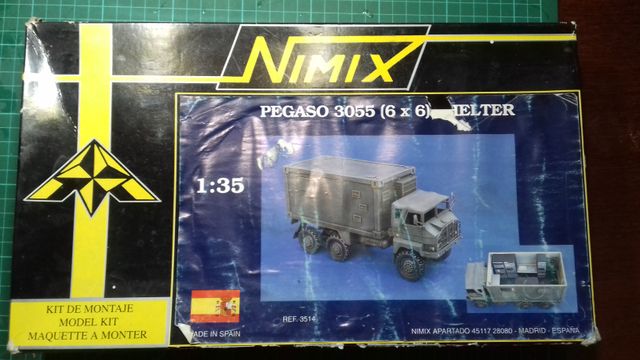 NIMIX
PEGASO 3055 (6 x 6), HELTER
1:35
KIT DE MONTAJE
MODEL KIT
MAQUETTE A MONTER
REF. 3514
ADE IN SPAIN
NIMIX APARTADO 45117 28080 - MADRID - ESPAÑA